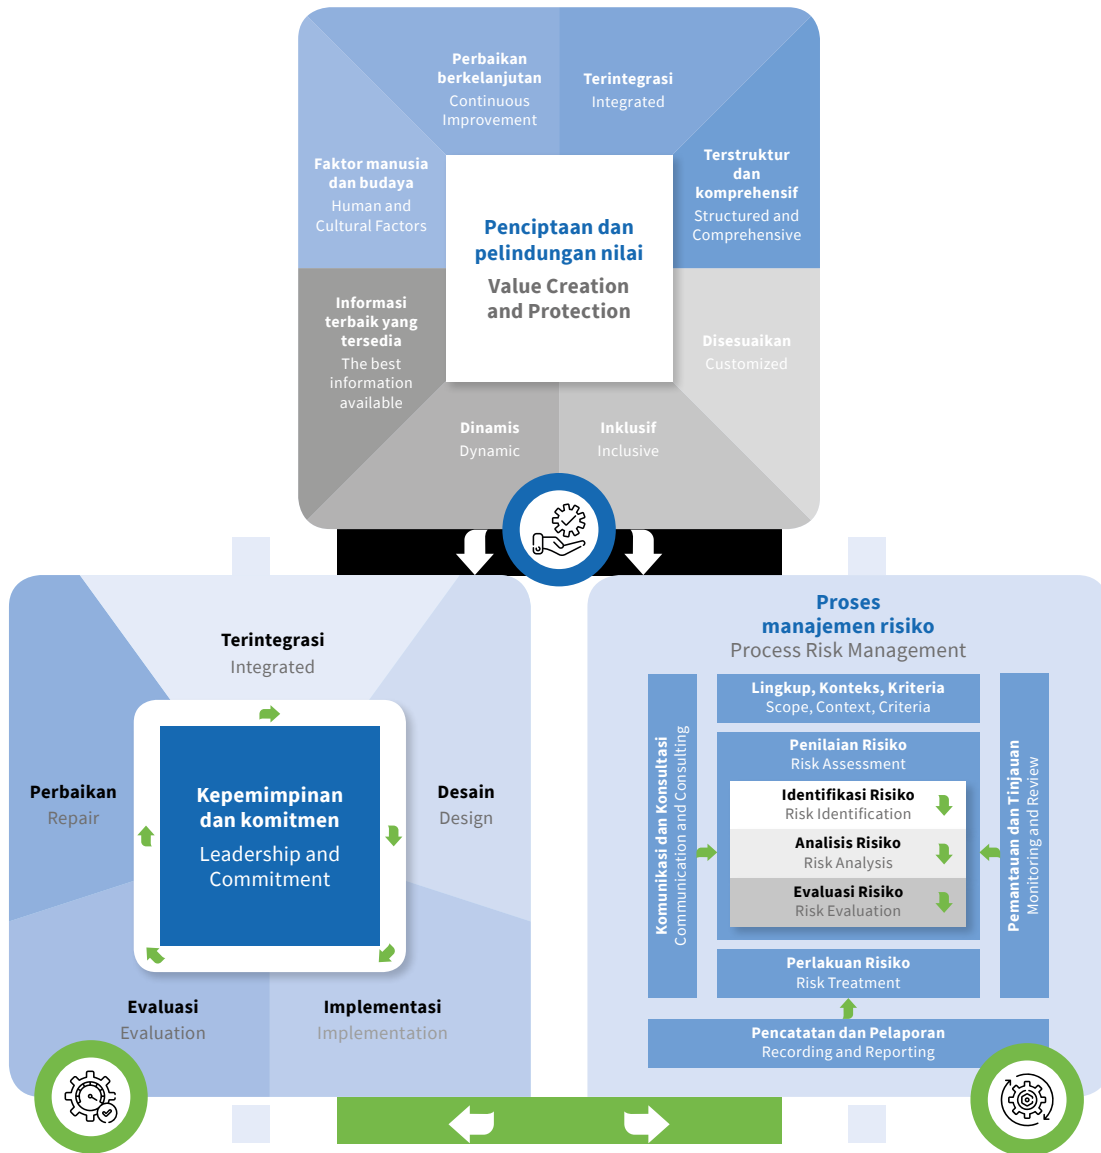 Perbaikan
berkelanjutan
Continuous
Improvement
Terintegrasi
Integrated
Faktor manusia
dan budaya
Human and
Cultural Factors
Terstruktur
dan
komprehensif
Structured and
Comprehensive
Penciptaan dan
pelindungan nilai
Value Creation
and Protection
Informasi
terbaik yang
tersedia
The best
information
available
Disesuaikan
Customized
Dinamis
Dynamic
Inklusif
Inclusive
Terintegrasi
Integrated
Perbaikan
Repair
Kepemimpinan
dan komitmen
Leadership and
Commitment
Desain
Design
Evaluasi
Evaluation
Implementasi
Implementation
Proses
manajemen risiko
Process Risk Management
Komunikasi dan Konsultasi
Communication and Consulting
Lingkup, Konteks, Kriteria
Scope, Context, Criteria
Penilaian Risiko
Risk Assessment
Identifikasi Risiko
Risk Identification
Analisis Risiko
Risk Analysis
Evaluasi Risiko
Risk Evaluation
Perlakuan Risiko
Risk Treatment
Pemantauan dan Tinjauan
Monitoring and Review
Pencatatan dan Pelaporan
Recording and Reporting